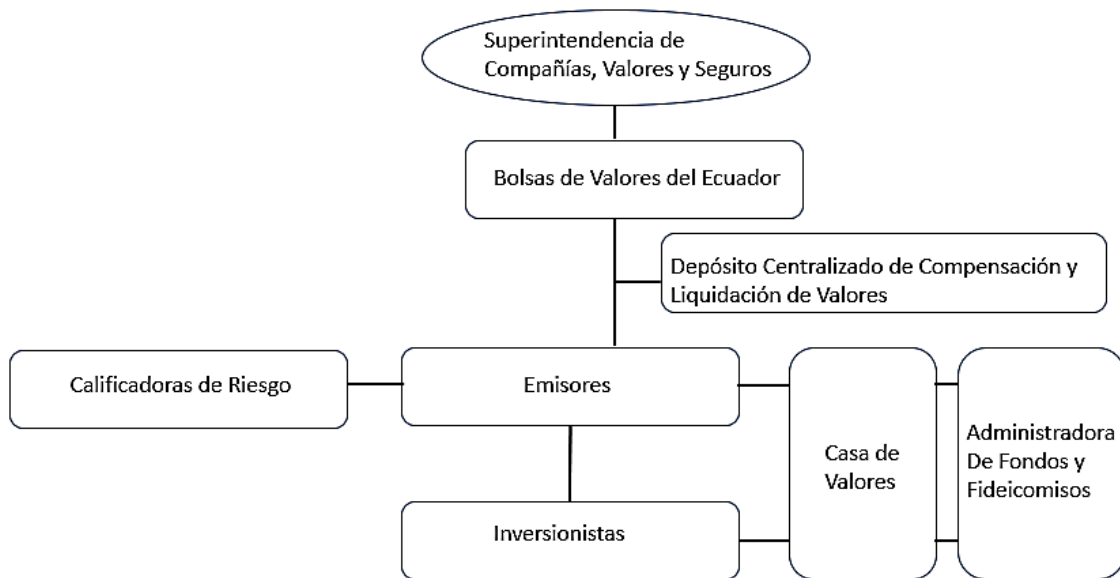 Superintendencia de
Compañías, Valores y Seguros
Bolsas de Valores del Ecuador
Depósito Centralizado de Compensación y
Liquidación de Valores
Calificadoras de Riesgo
Emisores
Casa de
Valores
Administradora
De Fondos y
Fideicomisos
Inversionistas